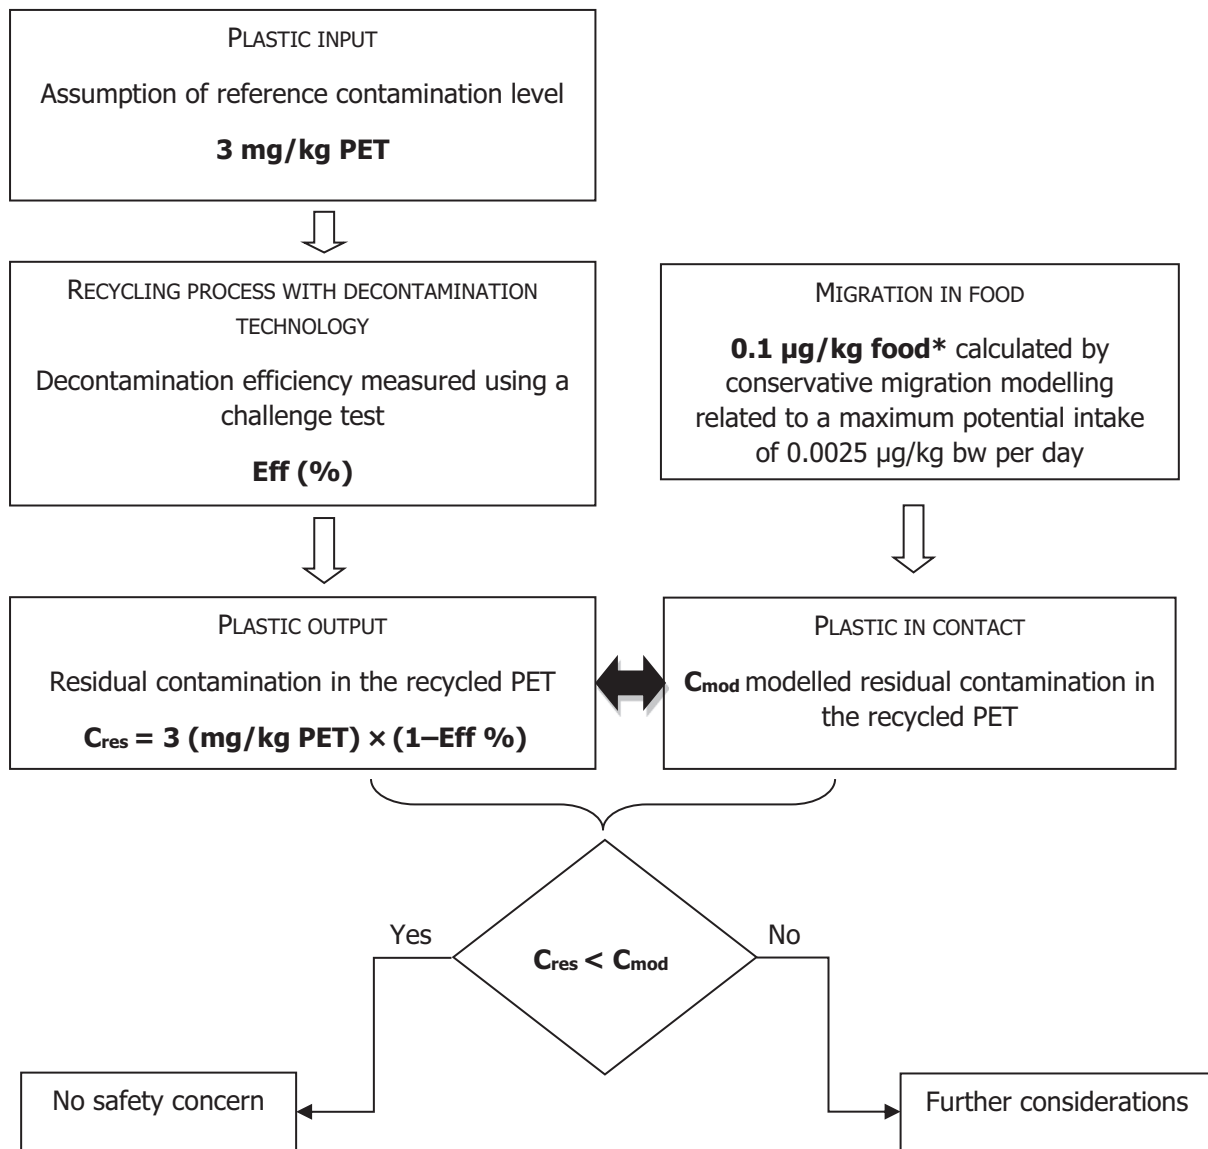 PLASTIC INPUT
Assumption of reference contamination level
3 mg/kg PET
RECYCLING PROCESS WITH DECONTAMINATION
TECHNOLOGY
Decontamination efficiency measured using a
challenge test
Eff (%)
MIGRATION IN FOOD
0.1 µg/kg food* calculated by
conservative migration modelling
related to a maximum potential intake
of 0.0025 µg/kg bw per day
PLASTIC OUTPUT
Residual contamination in the recycled PET
Cres = 3 (mg/kg PET) × (1–Eff %)
PLASTIC IN CONTACT
Cmod modelled residual contamination in
the recycled PET
Yes
No
Cres < Cmod
No safety concern
Further considerations